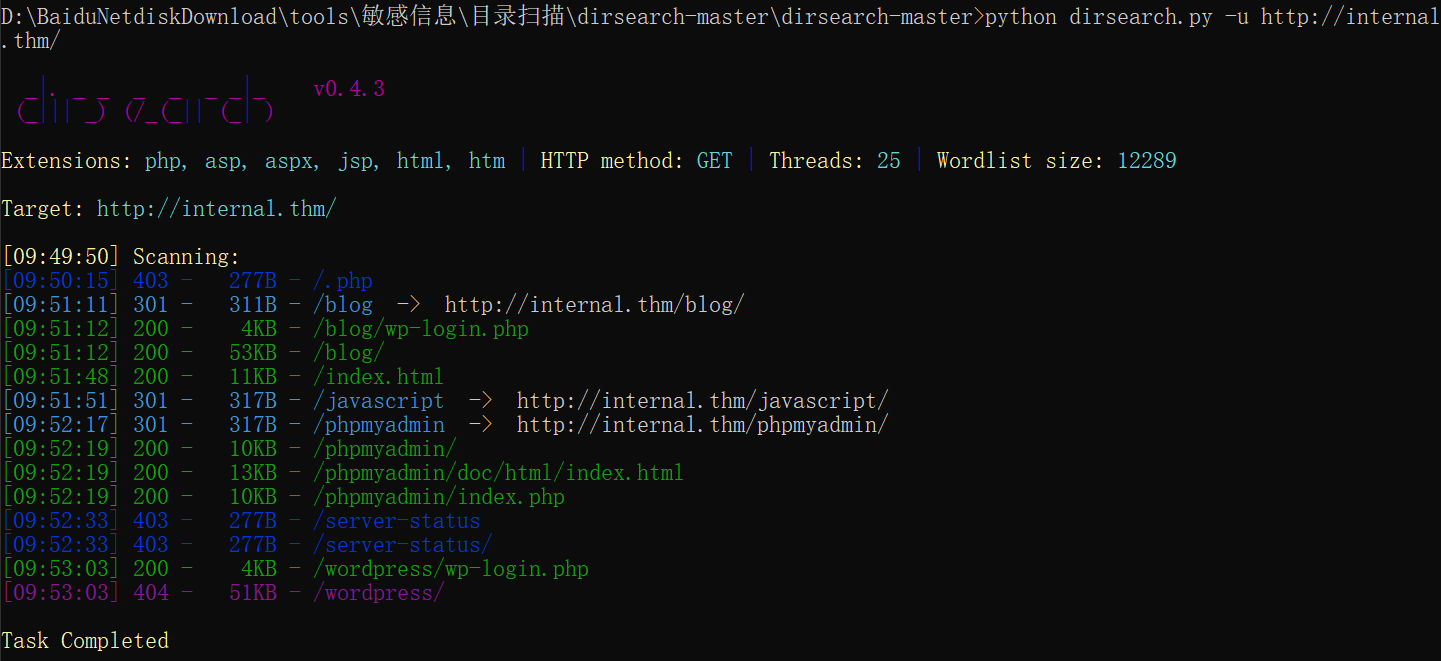 D:\BaiduNetdiskDownload\tools\敏感信息\目录扫描\dirsearch-master\dirsearch-master>python dirsearch.py -u http://internal
.thm/
dirsearch v0.4.3
Extensions: php, asp, aspx, jsp, html, htm | HTTP method: GET | Threads: 25 | Wordlist size: 12289
Target: http://internal.thm/
[09:49:50] Scanning:
[09:50:15] 403 -   277B - /.php
[09:51:11] 301 -   311B - /blog  ->  http://internal.thm/blog/
[09:51:12] 200 -    4KB - /blog/wp-login.php
[09:51:12] 200 -   53KB - /blog/
[09:51:48] 200 -   11KB - /index.html
[09:51:51] 301 -   317B - /javascript  ->  http://internal.thm/javascript/
[09:52:17] 301 -   317B - /phpmyadmin  ->  http://internal.thm/phpmyadmin/
[09:52:19] 200 -   10KB - /phpmyadmin/
[09:52:19] 200 -   13KB - /phpmyadmin/doc/html/index.html
[09:52:19] 200 -   10KB - /phpmyadmin/index.php
[09:52:33] 403 -   277B - /server-status
[09:52:33] 403 -   277B - /server-status/
[09:53:03] 200 -    4KB - /wordpress/wp-login.php
[09:53:03] 404 -   51KB - /wordpress/
Task Completed